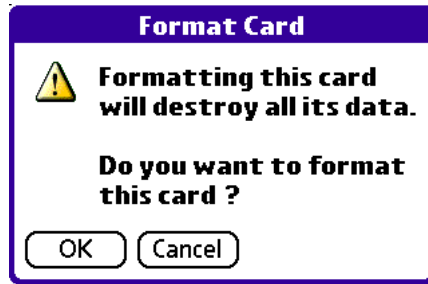 Format Card
Formatting this card
will destroy all its data.
Do you want to format
this card ?
OK
Cancel